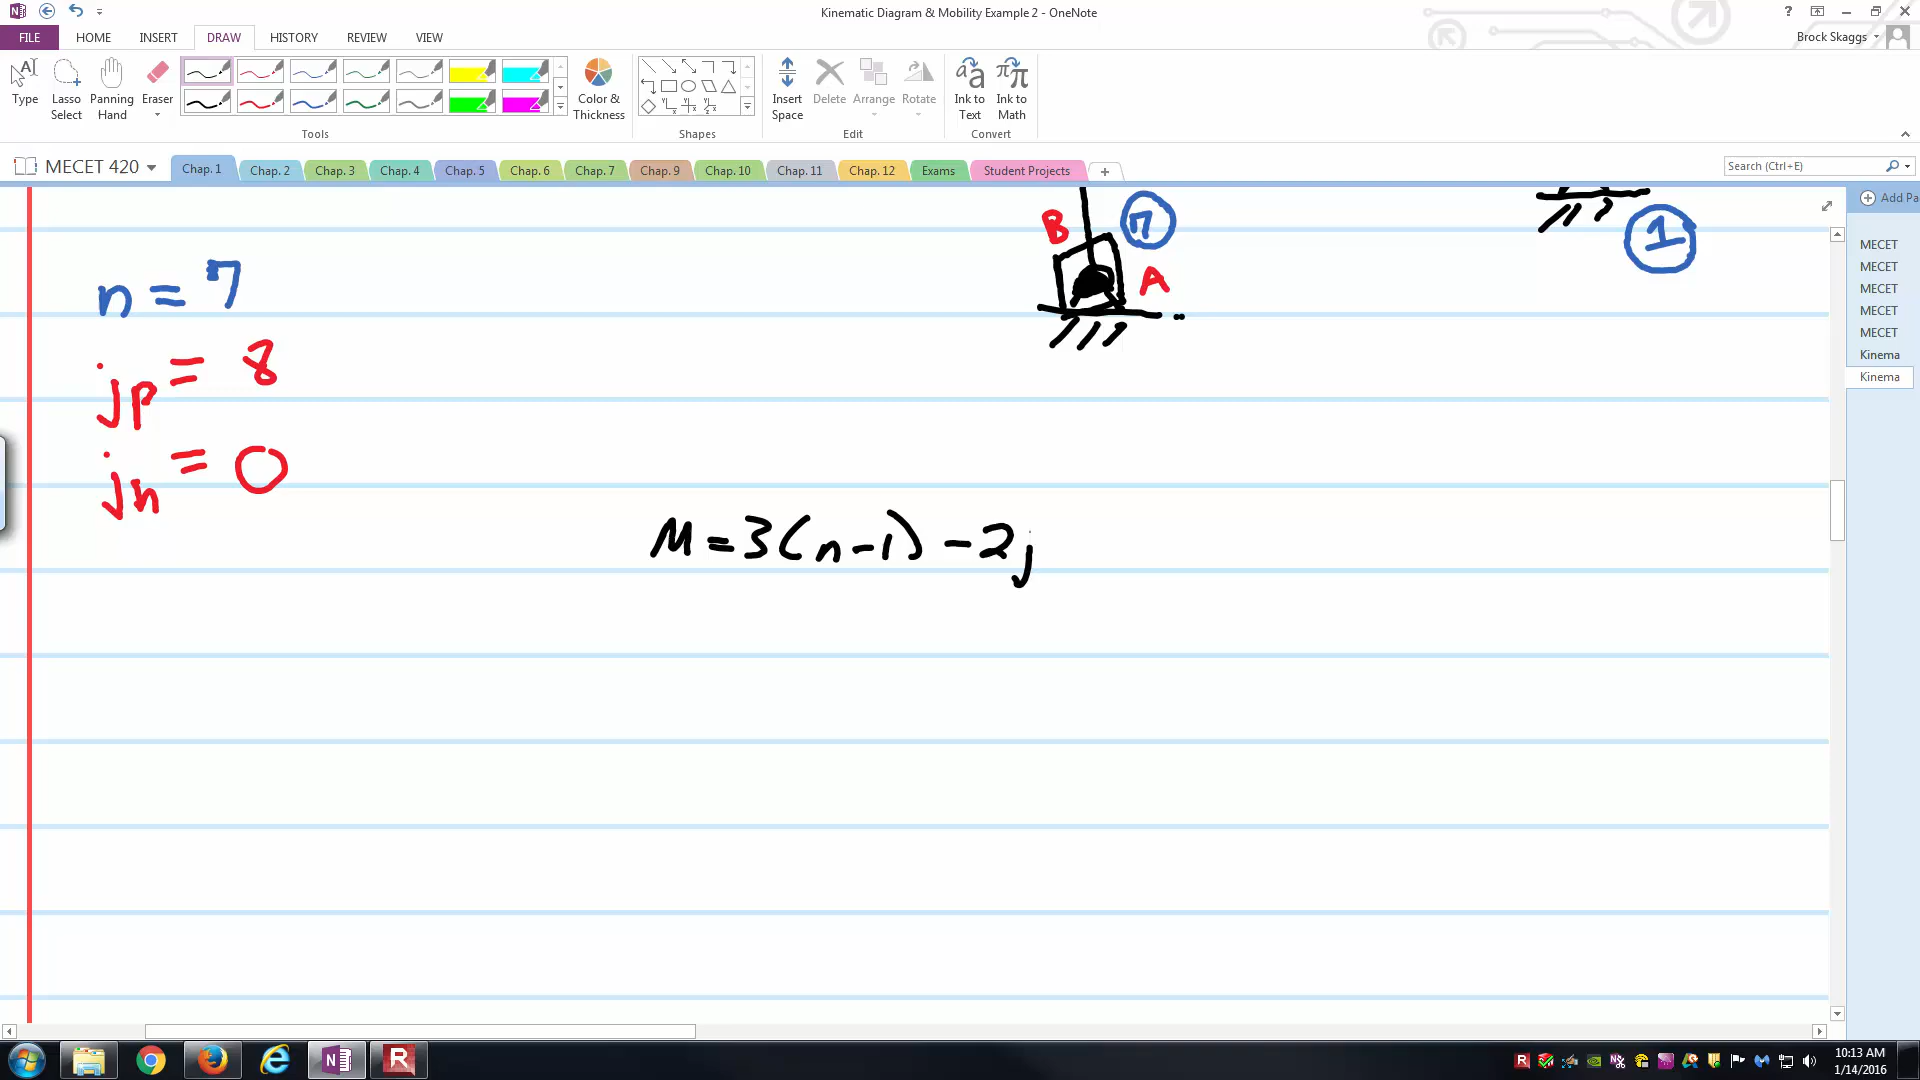 Kinematic Diagram & Mobility Example 2 - OneNote
FILE HOME INSERT DRAW HISTORY REVIEW VIEW
Brock Skaggs
Type
Lasso Select
Panning Hand
Eraser
Color & Thickness
Insert Space
Delete
Arrange
Rotate
Ink to Text
Ink to Math
Tools
Shapes
Edit
Convert
MECET 420
Chap. 1 Chap. 2 Chap. 3 Chap. 4 Chap. 5 Chap. 6 Chap. 7 Chap. 9 Chap. 10 Chap. 11 Chap. 12 Exams Student Projects
Search (Ctrl+E)
Add Pa
MECET
MECET
MECET
MECET
MECET
Kinema
Kinema
B 7
A
1
n = 7
jp = 8
jh = 0
M = 3(n-1) - 2j
10:13 AM
1/14/2016